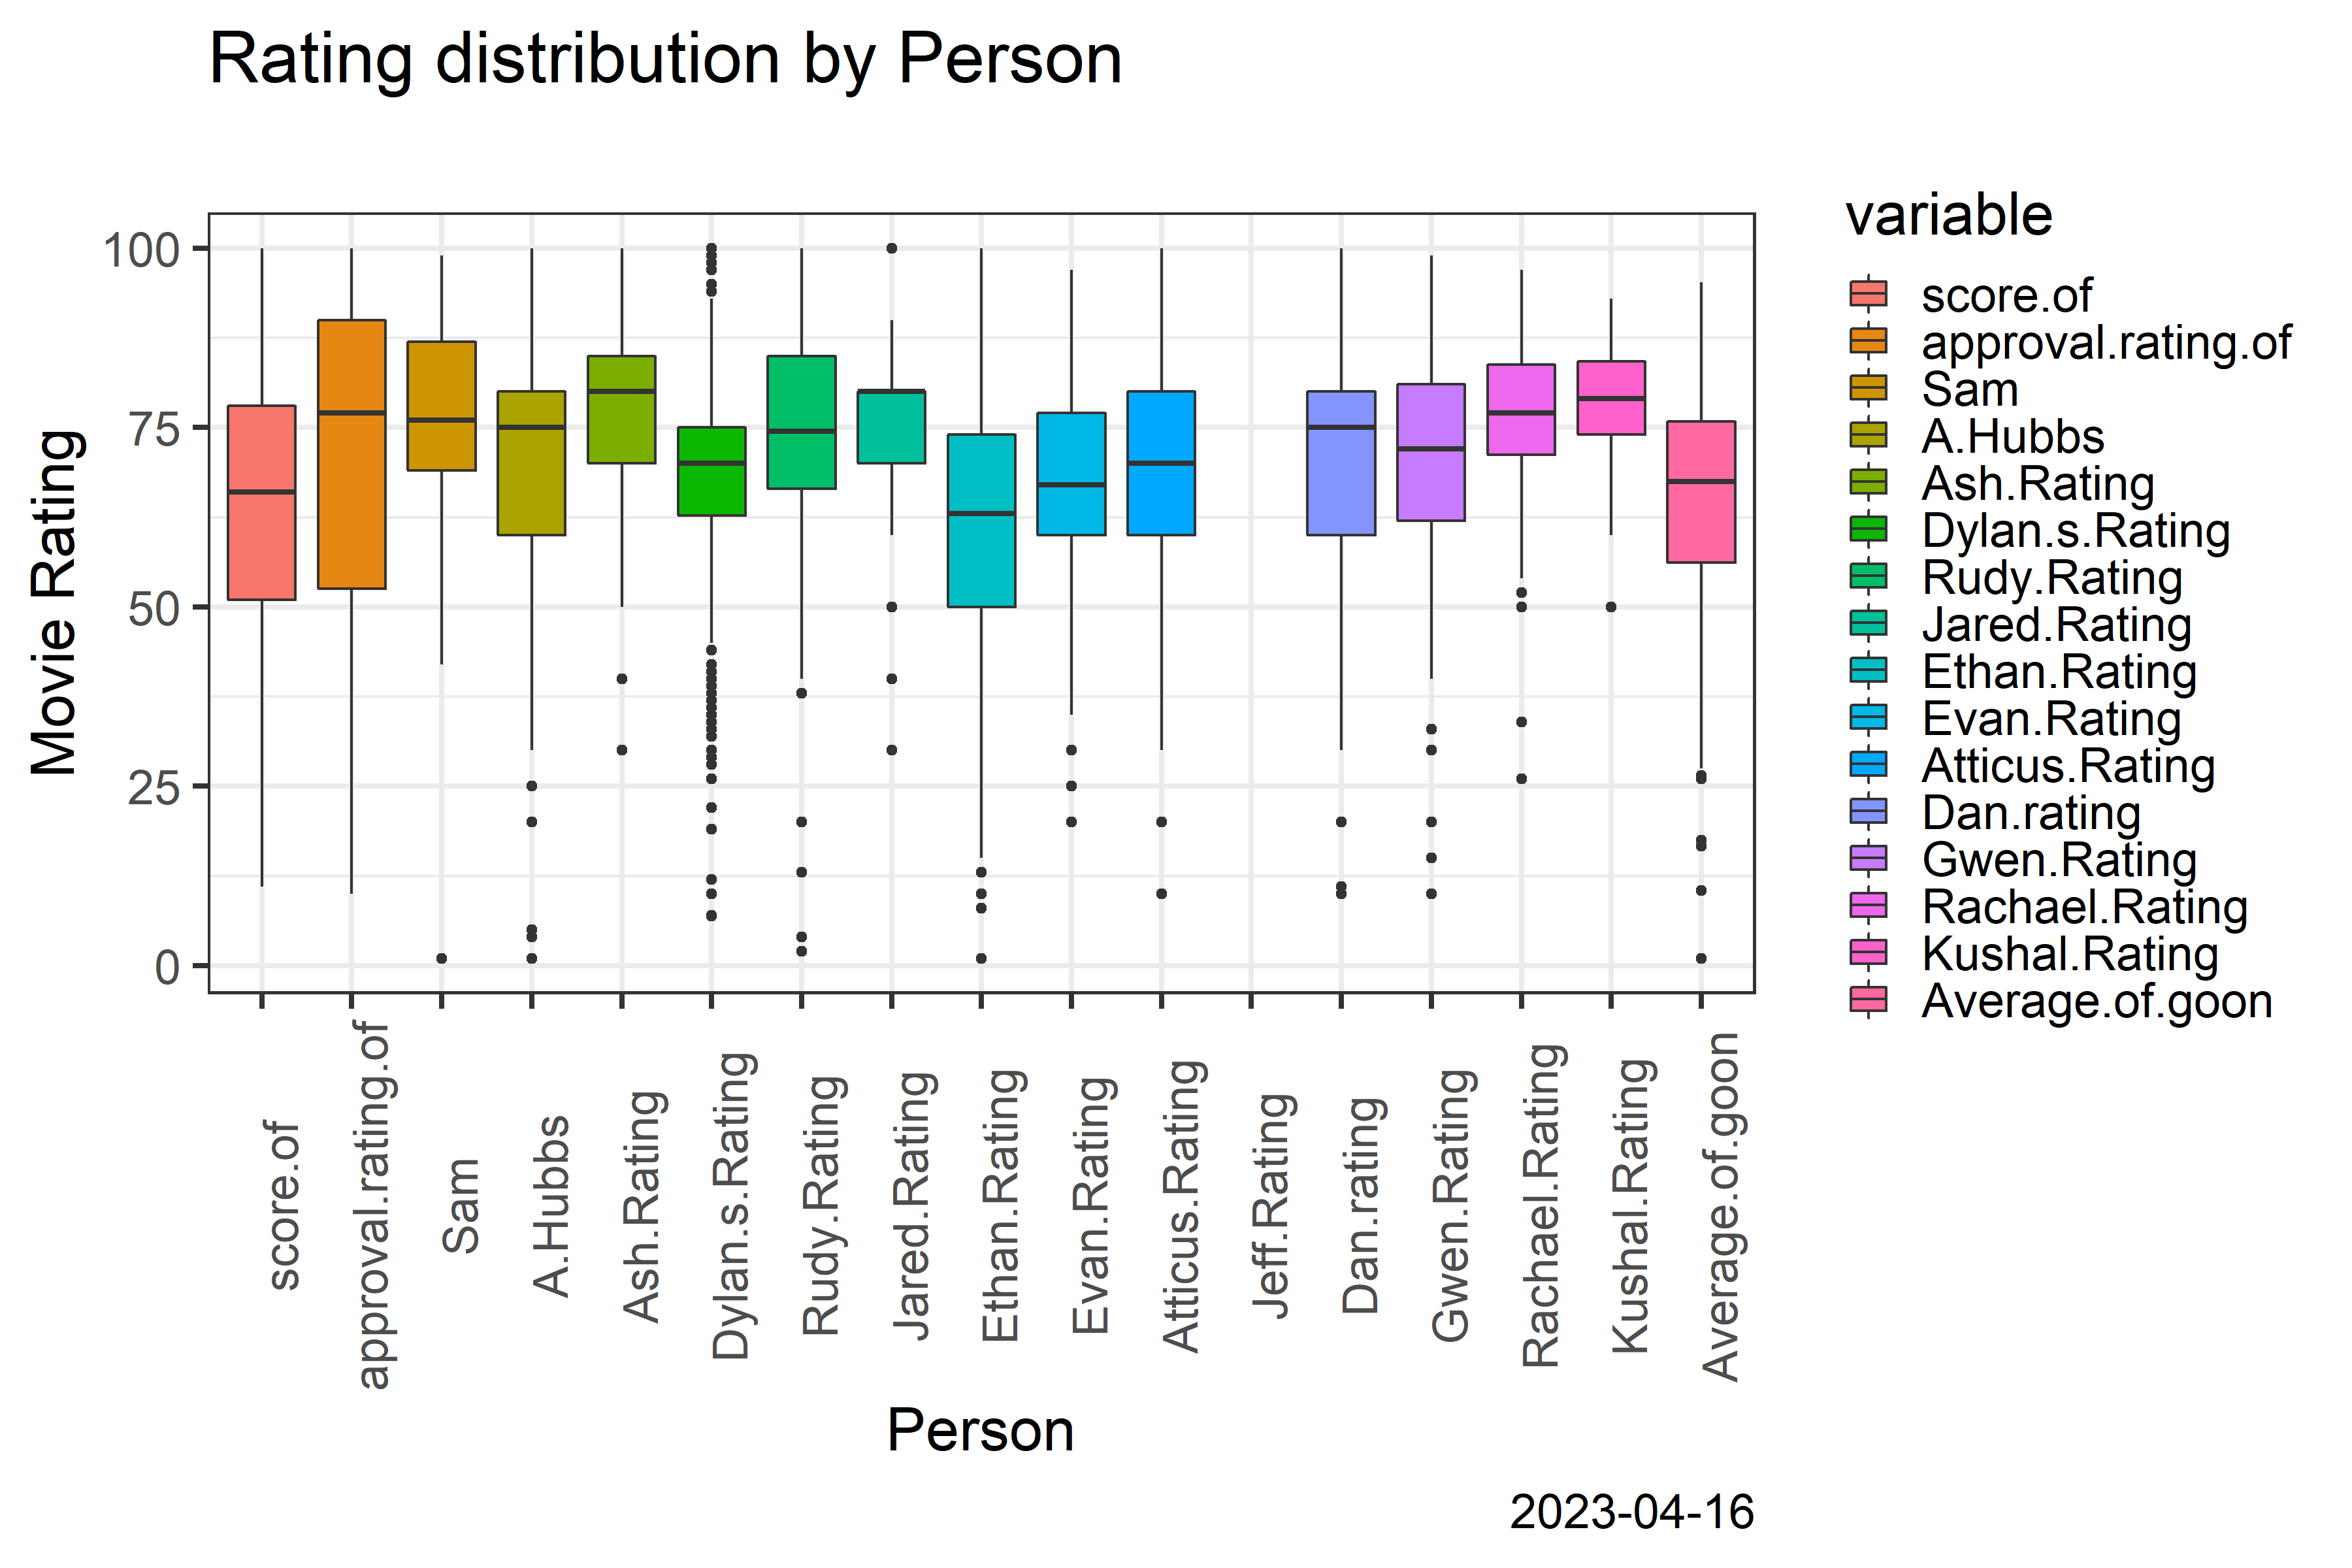 Rating distribution by Person
Movie Rating
100
75
50
25
0
score.of
approval.rating.of
Sam
A.Hubbs
Ash.Rating
Dylan.s.Rating
Rudy.Rating
Jared.Rating
Ethan.Rating
Evan.Rating
Atticus.Rating
Jeff.Rating
Dan.rating
Gwen.Rating
Rachael.Rating
Kushal.Rating
Average.of.goon
Person
variable
score.of
approval.rating.of
Sam
A.Hubbs
Ash.Rating
Dylan.s.Rating
Rudy.Rating
Jared.Rating
Ethan.Rating
Evan.Rating
Atticus.Rating
Dan.rating
Gwen.Rating
Rachael.Rating
Kushal.Rating
Average.of.goon
2023-04-16